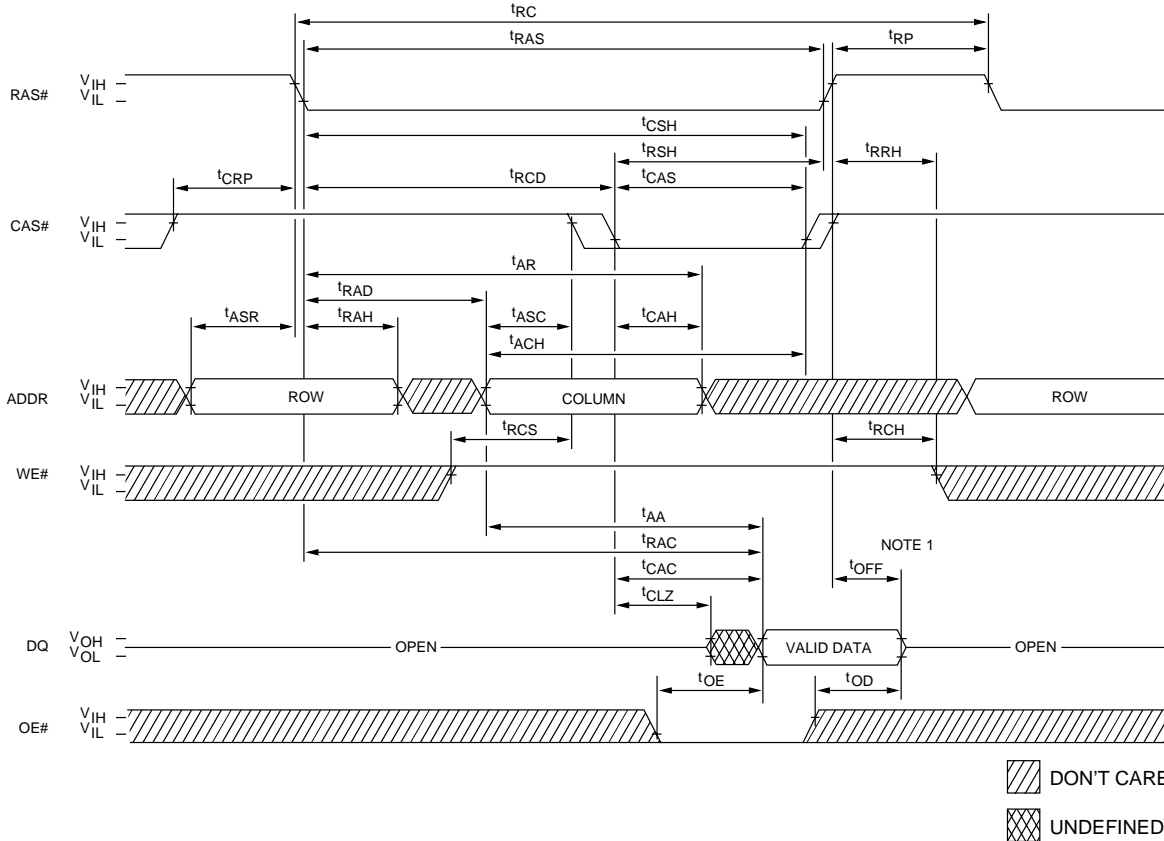 tRC
tRAS
tRP
RAS# VIH
VIL
tCSH
tRSH
tRRH
tCRP
tRCD
tCAS
CAS# VIH
VIL
tAR
tRAD
tASR
tRAH
tASC
tCAH
tACH
ADDR VIH
VIL
ROW
COLUMN
ROW
tRCS
tRCH
WE# VIH
VIL
tAA
tRAC
NOTE 1
tCAC
tOFF
tCLZ
DQ VOH
VOL
OPEN
VALID DATA
OPEN
tOE
tOD
OE# VIH
VIL
DON'T CARE
UNDEFINED